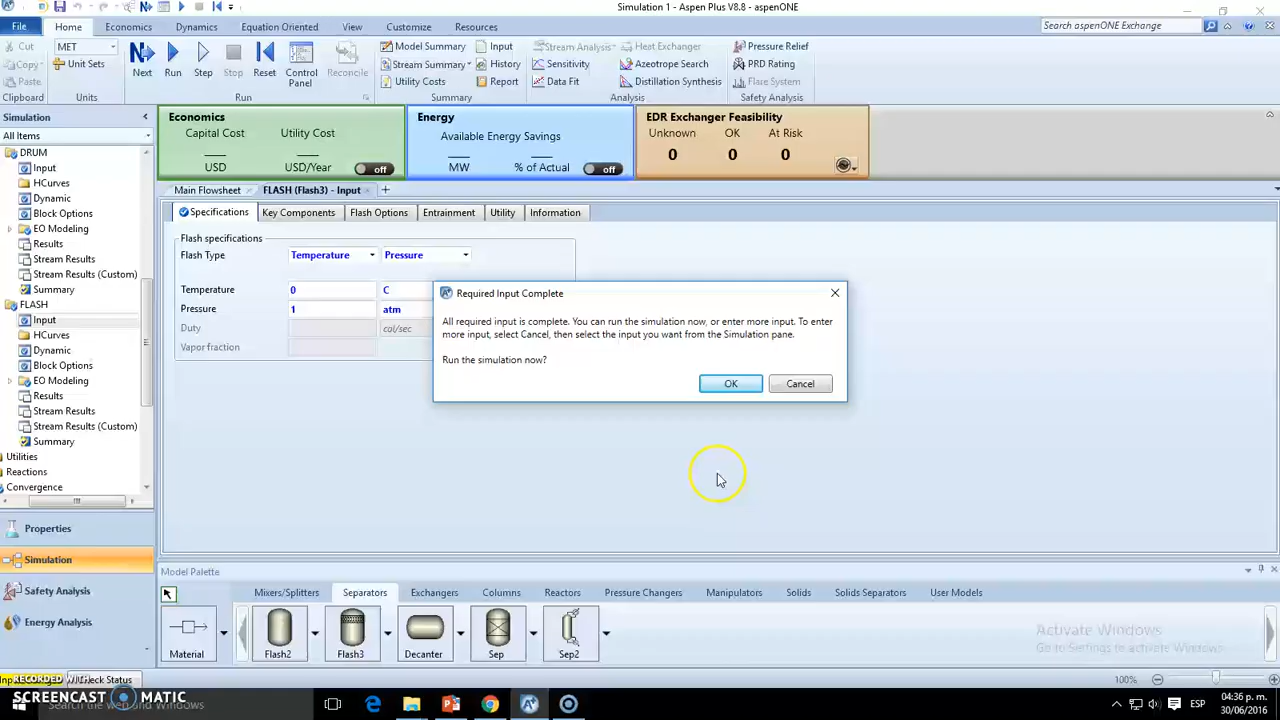 Simulation 1 - Aspen Plus V8.8 - aspenONE
File Home Economics Dynamics Equation Oriented View Customize Resources Search aspenONE Exchange
Cut MET Model Summary Input Stream Analysis Heat Exchanger Pressure Relief
Copy Unit Sets Next Run Step Stop Reset Control Panel Reconcile Stream Summary History Sensitivity Azeotrope Search PRD Rating
Paste Utility Costs Report Data Fit Distillation Synthesis Flare System
Clipboard Units Run Summary Analysis Safety Analysis
Simulation
All Items
DRUM
Input
HCurves
Dynamic
Block Options
EO Modeling
Results
Stream Results
Stream Results (Custom)
Summary
FLASH
Input
HCurves
Dynamic
Block Options
EO Modeling
Results
Stream Results
Stream Results (Custom)
Summary
Utilities
Reactions
Convergence
Properties
Simulation
Safety Analysis
Energy Analysis
Economics
Capital Cost Utility Cost
USD USD/Year off
Energy
Available Energy Savings
MW % of Actual off
EDR Exchanger Feasibility
Unknown OK At Risk
0 0 0
Main Flowsheet FLASH (Flash3) - Input +
Specifications Key Components Flash Options Entrainment Utility Information
Flash specifications
Flash Type Temperature Pressure
Temperature 0 C
Pressure 1 atm
Duty cal/sec
Vapor fraction
Required Input Complete
All required input is complete. You can run the simulation now, or enter more input. To enter
more input, select Cancel, then select the input you want from the Simulation pane.
Run the simulation now?
OK Cancel
Model Palette
Mixers/Splitters Separators Exchangers Columns Reactors Pressure Changers Manipulators Solids Solids Separators User Models
Material Flash2 Flash3 Decanter Sep Sep2
Activate Windows
Go to Settings to activate Windows.
Check Status 100%
RECORDED WITH
SCREENCAST MATIC
Search the web and Windows
ESP
04:36 p. m.
30/06/2016